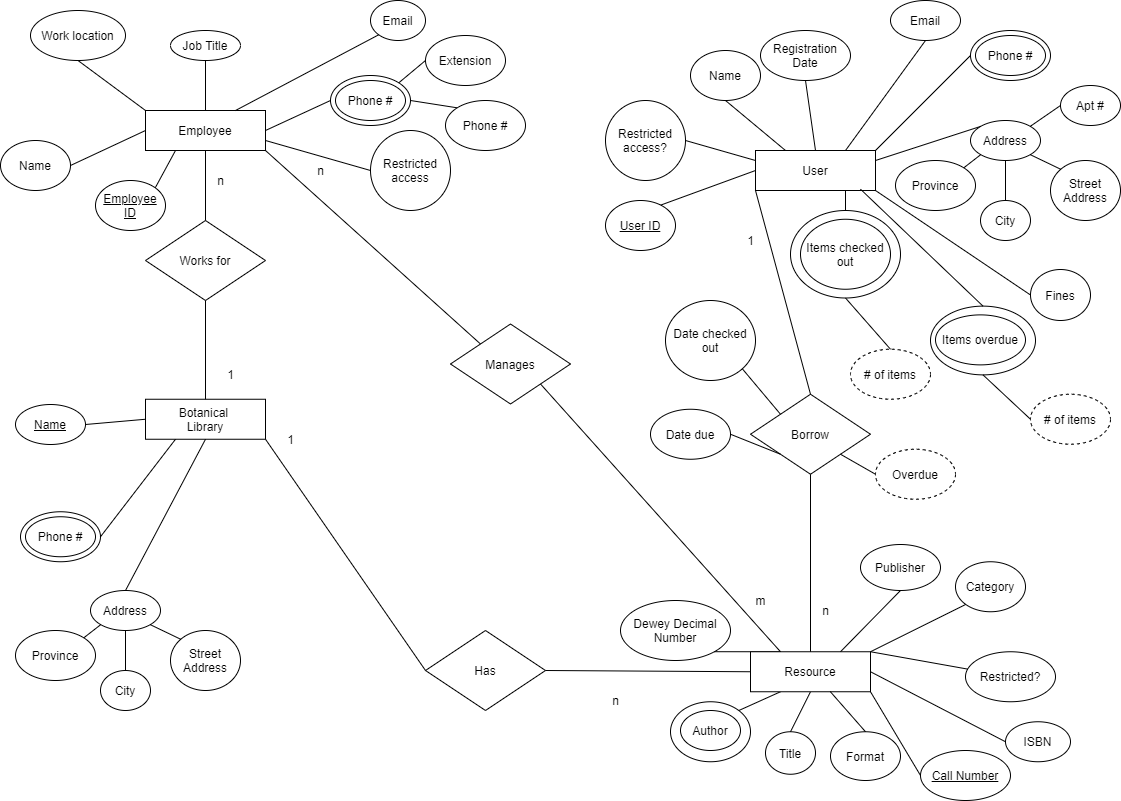 Work location
Job Title
Email
Extension
Phone #
Phone #
Employee
Name
Employee
ID
Restricted
access
n
n
Works for
1
Manages
Name
Botanical
Library
1
Phone #
Address
Province
City
Street
Address
Has
n
m
Email
Registration
Date
Name
Phone #
Apt #
Restricted
access?
User
Address
Province
Street
Address
City
User ID
1
Items checked
out
Fines
Items overdue
# of items
# of items
Date checked
out
Date due
Borrow
Overdue
n
Publisher
Category
Dewey Decimal
Number
Resource
Restricted?
Author
Title
Format
ISBN
Call Number